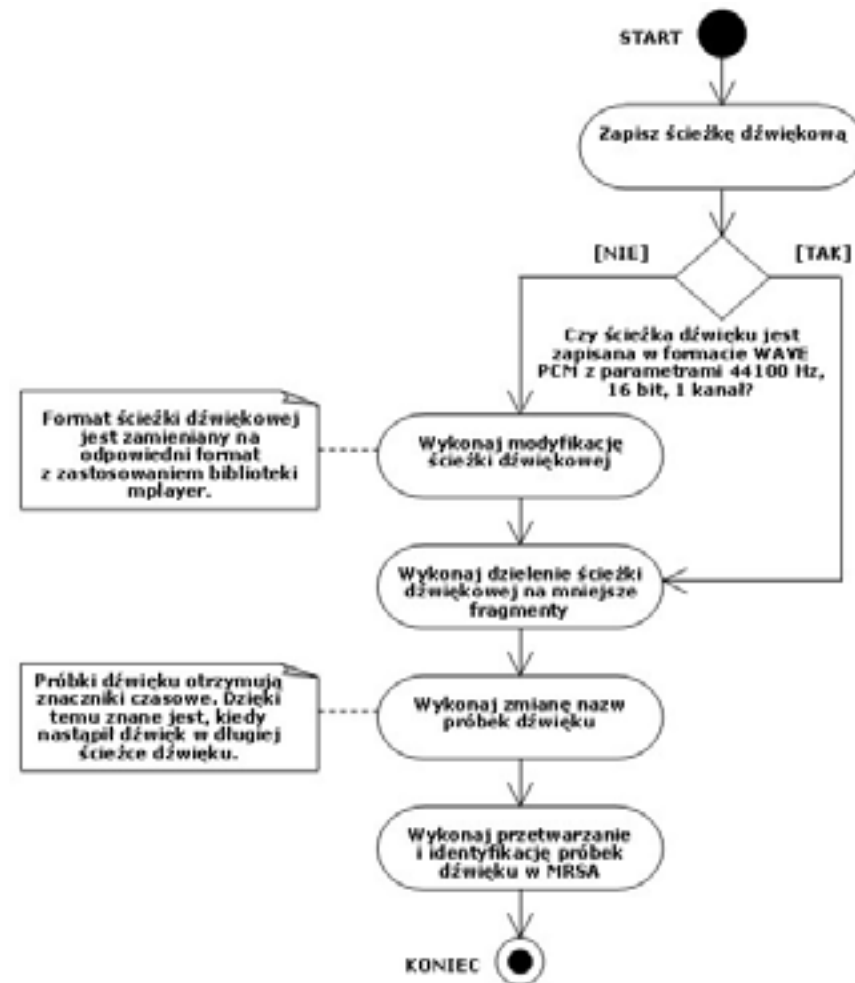 START
Zapisz ścieżkę dźwiękową
[NIE]
[TAK]
Czy ścieżka dźwięku jest
zapisana w formacie WAVE
PCM z parametrami 44100 Hz,
16 bit, 1 kanał?
Format ścieżki dźwiękowej
jest zamieniany na
odpowiedni format
z zastosowaniem biblioteki
mplayer.
Wykonaj modyfikację
ścieżki dźwiękowej
Wykonaj dzielenie ścieżki
dźwiękowej na mniejsze
fragmenty
Próbki dźwięku otrzymują
znaczniki czasowe. Dzięki
temu znane jest, kiedy
nastąpił dźwięk w długiej
ścieżce dźwięku.
Wykonaj zmianę nazw
próbek dźwięku
Wykonaj przetwarzanie
i identyfikację próbek
dźwięku w MRSA
KONIEC